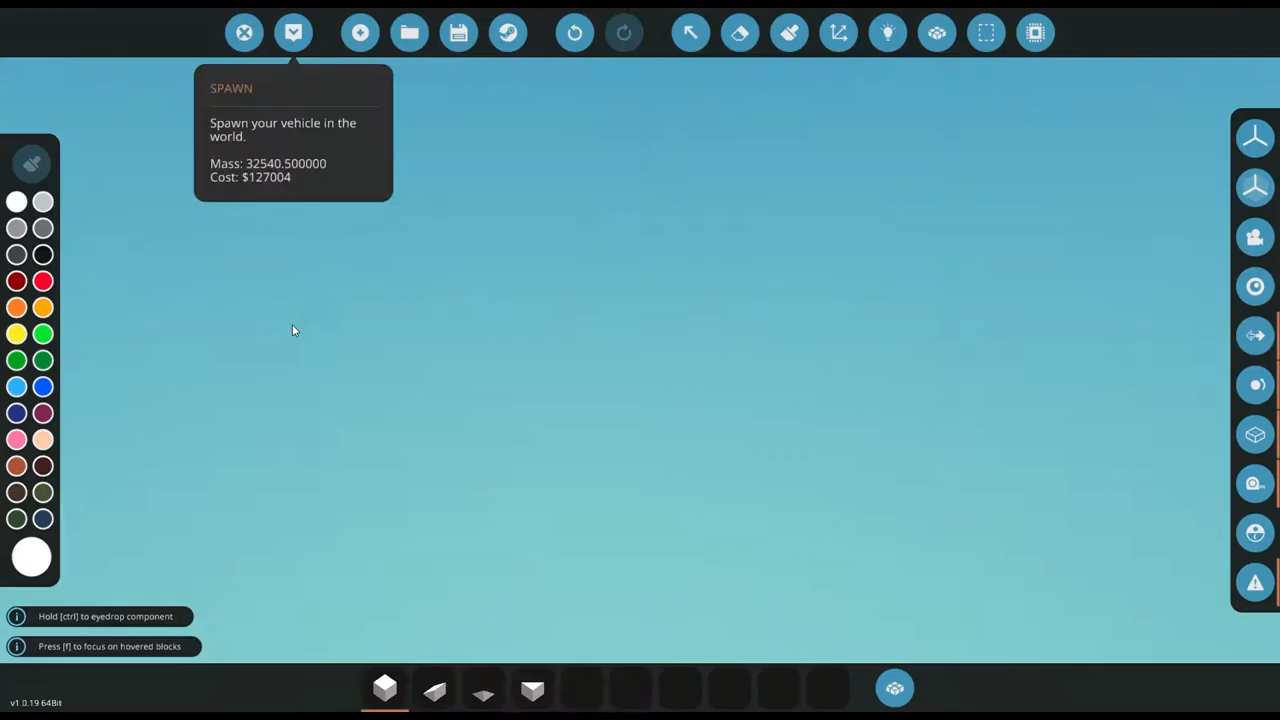 SPAWN
Spawn your vehicle in the
world.
Mass: 32540.500000
Cost: $127004
Hold [ctrl] to eyedrop component
Press [f] to focus on hovered blocks
v1.0.19 64Bit